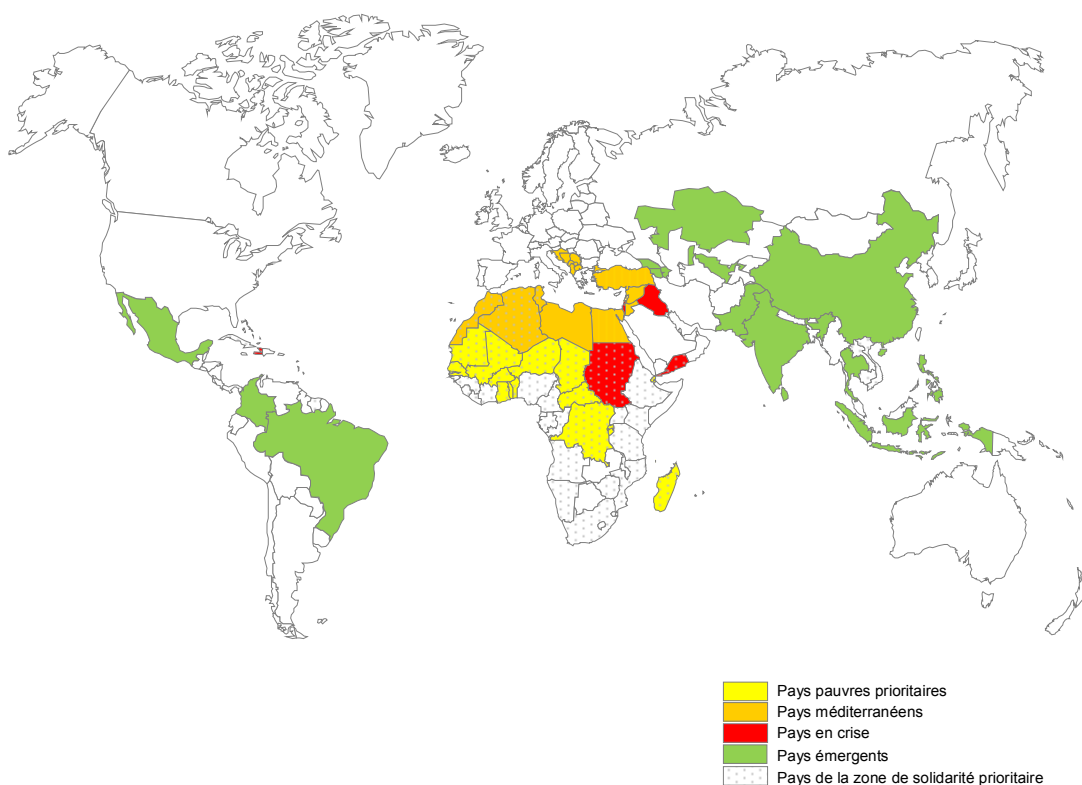 Pays pauvres prioritaires
Pays méditerranéens
Pays en crise
Pays émergents
Pays de la zone de solidarité prioritaire